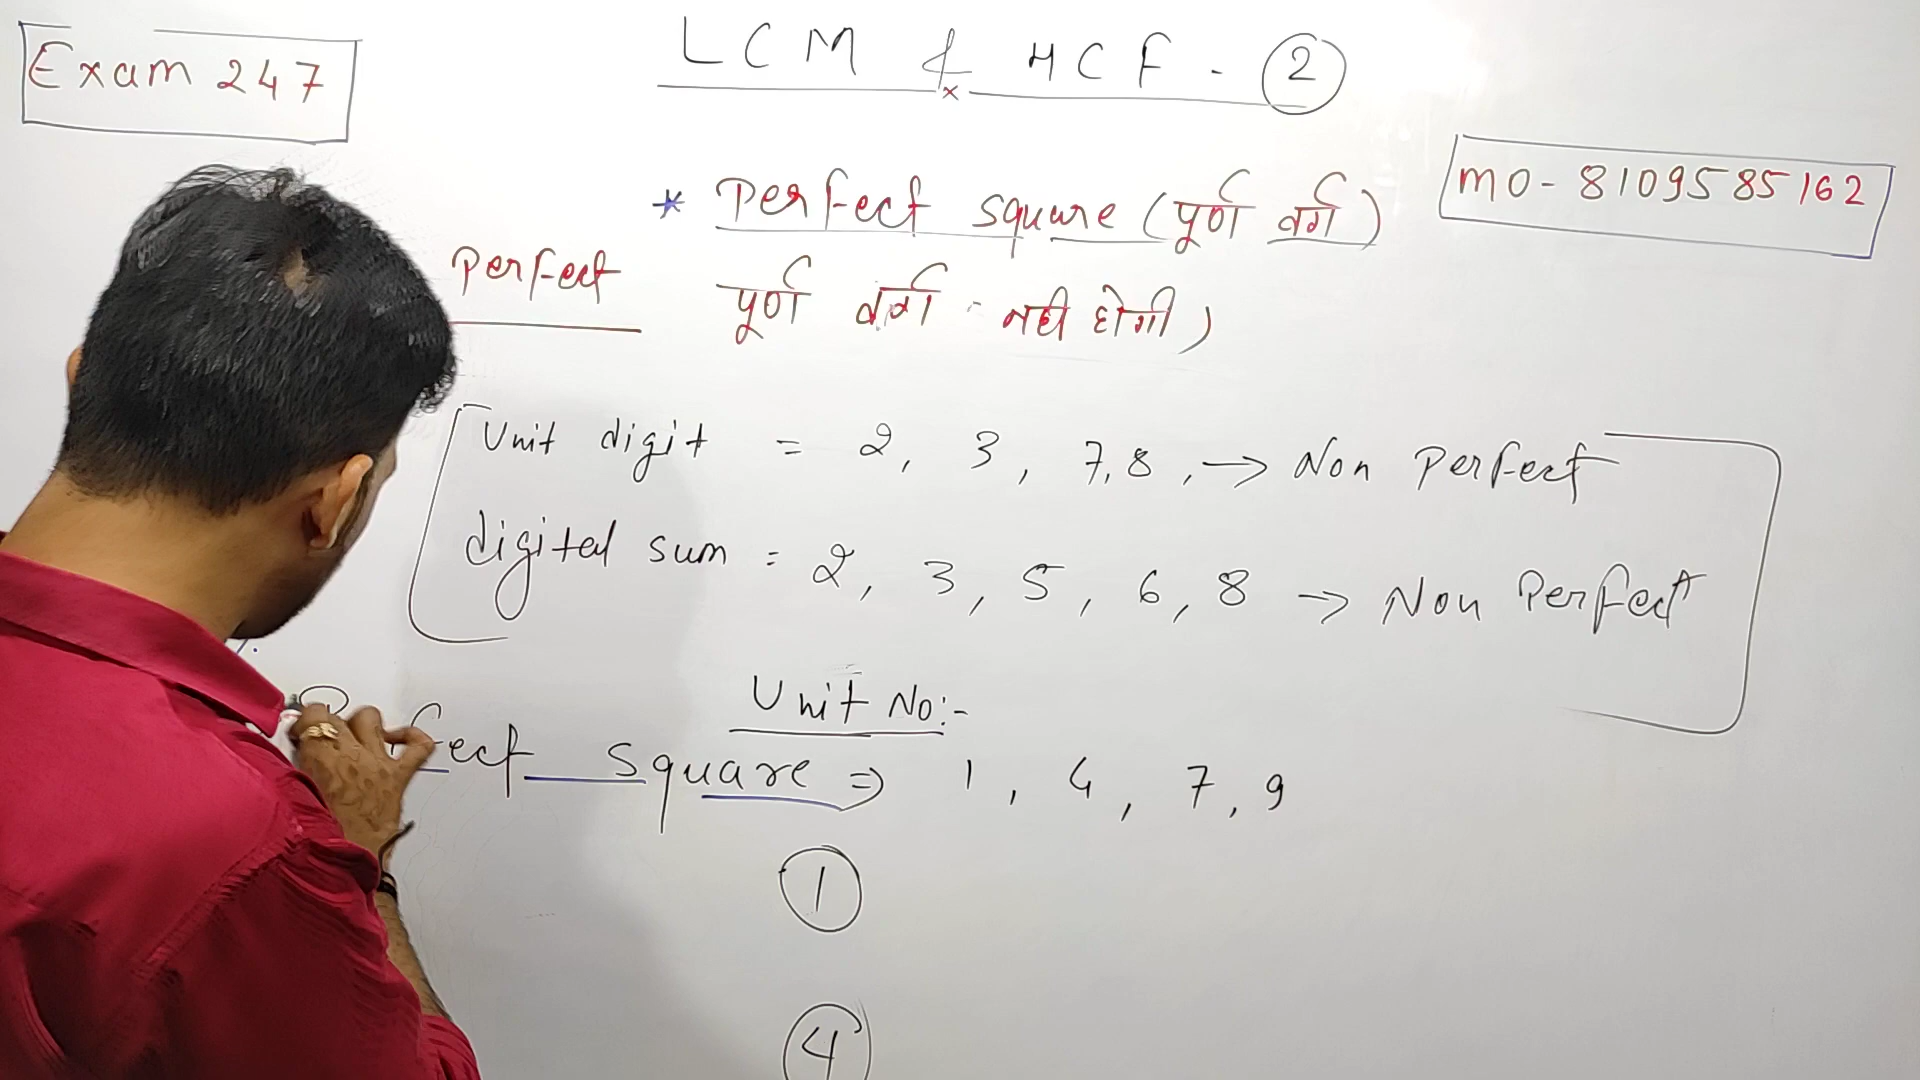 Exam 247
LCM & HCF - 2
×
MO - 8109585162
* Perfect square (पूर्ण वर्ग)
Perfect
पूर्ण वर्ग नही होगी)
Unit digit = 2, 3, 7, 8, → Non Perfect
digital sum = 2, 3, 5, 6, 8 → Non Perfect
Unit No:-
square ⇒ 1, 4, 7, 9
1
4